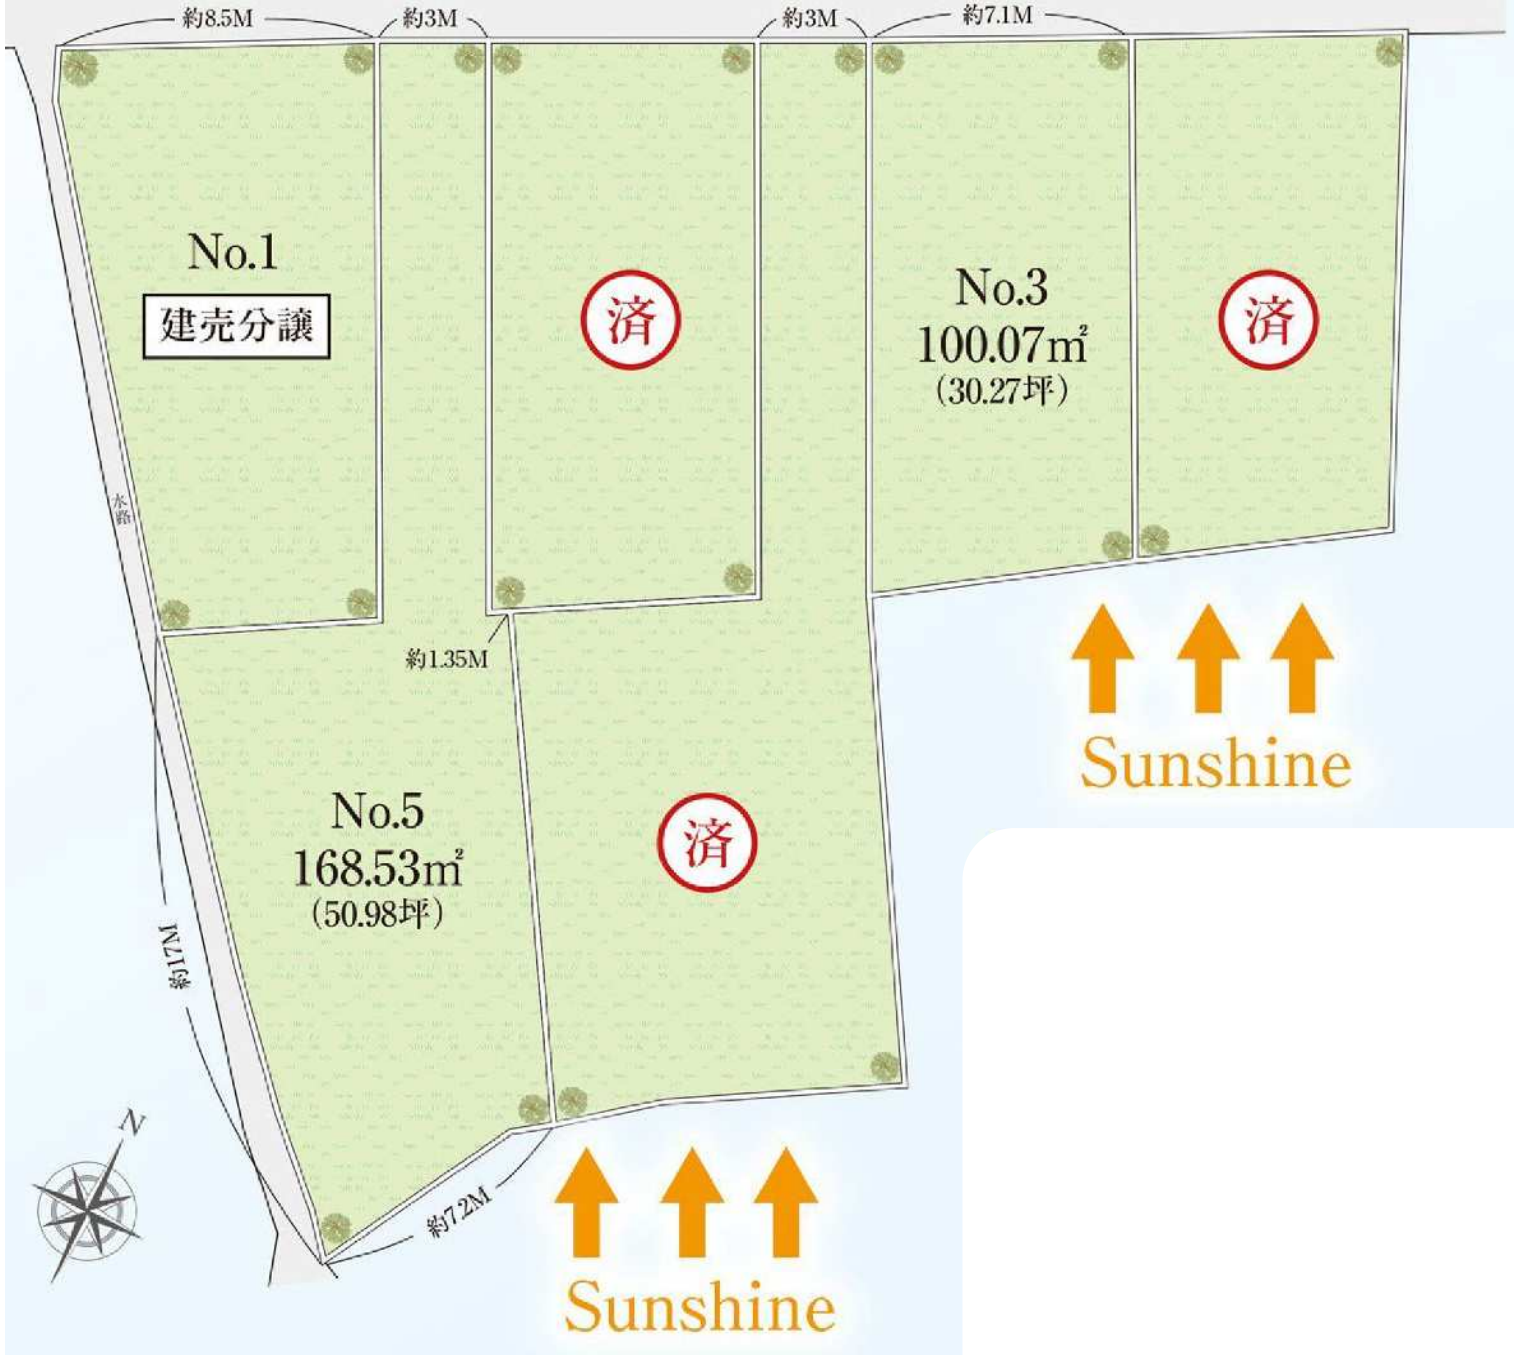 約8.5M
約3M
約3M
約7.1M
No.1
建売分譲
済
No.3
100.07㎡
(30.27坪)
済
水路
約1.35M
No.5
168.53㎡
(50.98坪)
済
Sunshine
約17M
約7.2M
N
Sunshine